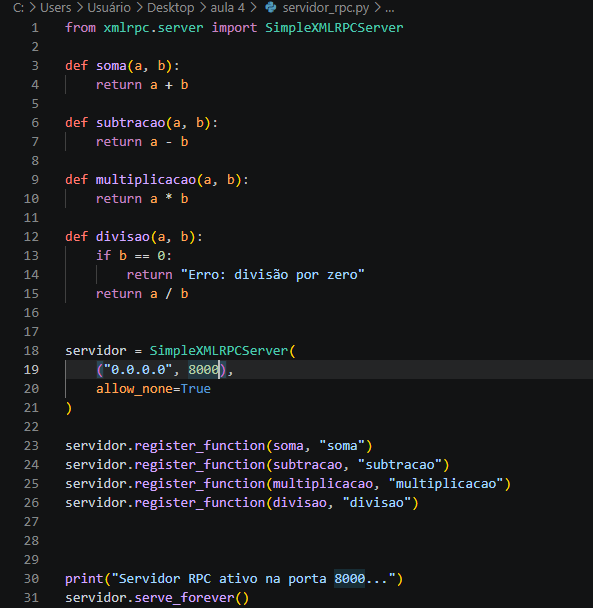 C: > Users > Usuário > Desktop > aula 4 > servidor_rpc.py > ...
1 from xmlrpc.server import SimpleXMLRPCServer
2
3 def soma(a, b):
4     return a + b
5
6 def subtracao(a, b):
7     return a - b
8
9 def multiplicacao(a, b):
10     return a * b
11
12 def divisao(a, b):
13     if b == 0:
14         return "Erro: divisão por zero"
15     return a / b
16
17
18 servidor = SimpleXMLRPCServer(
19     ("0.0.0.0", 8000),
20     allow_none=True
21 )
22
23 servidor.register_function(soma, "soma")
24 servidor.register_function(subtracao, "subtracao")
25 servidor.register_function(multiplicacao, "multiplicacao")
26 servidor.register_function(divisao, "divisao")
27
28
29
30 print("Servidor RPC ativo na porta 8000...")
31 servidor.serve_forever()